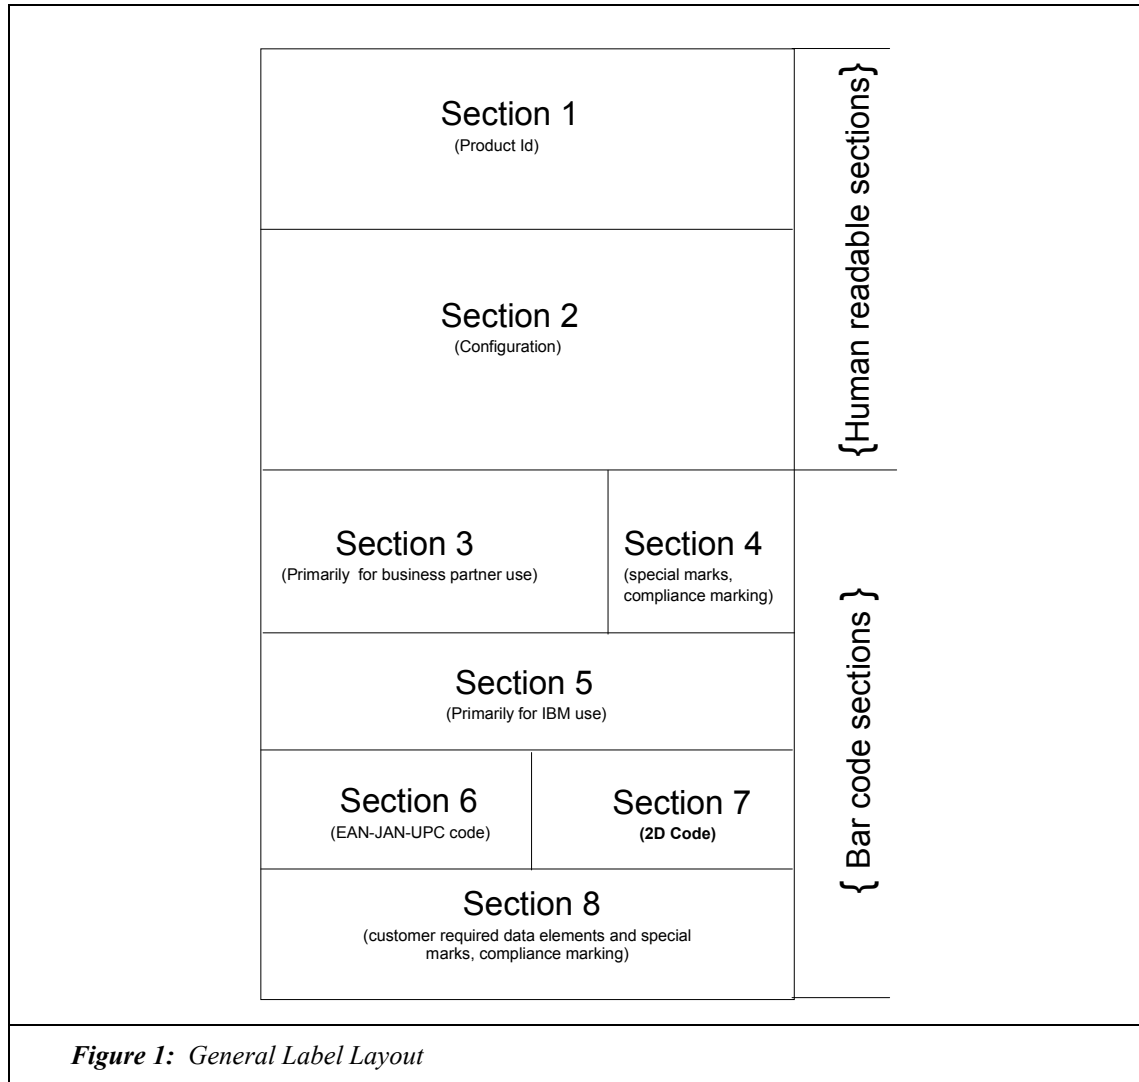 Section 1
(Product Id)
Section 2
(Configuration)
{Human readable sections}
Section 3
(Primarily for business partner use)
Section 4
(special marks,
compliance marking)
Section 5
(Primarily for IBM use)
Section 6
(EAN-JAN-UPC code)
Section 7
(2D Code)
Section 8
(customer required data elements and special
marks, compliance marking)
{ Bar code sections }
Figure 1: General Label Layout